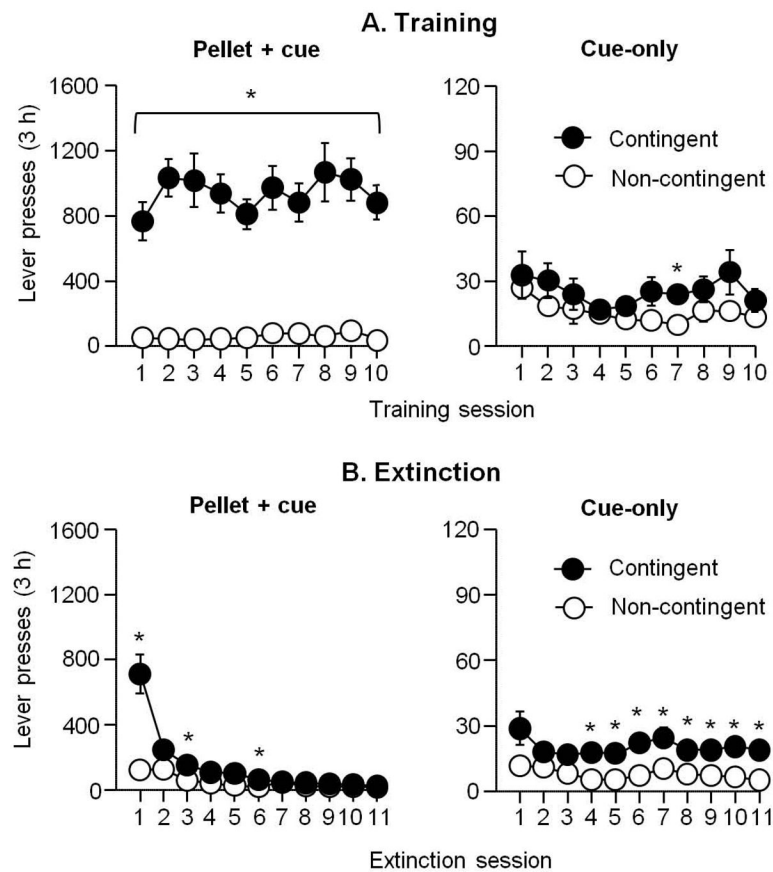 A. Training
Pellet + cue
Cue-only
Lever presses (3 h)
1600
1200
800
400
0
*
1 2 3 4 5 6 7 8 9 10
120
90
60
30
0
Contingent
Non-contingent
*
1 2 3 4 5 6 7 8 9 10
Training session
B. Extinction
Pellet + cue
Cue-only
Lever presses (3 h)
1600
1200
800
400
0
* * *
1 2 3 4 5 6 7 8 9 10 11
120
90
60
30
0
Contingent
Non-contingent
* * * * * * * *
1 2 3 4 5 6 7 8 9 10 11
Extinction session